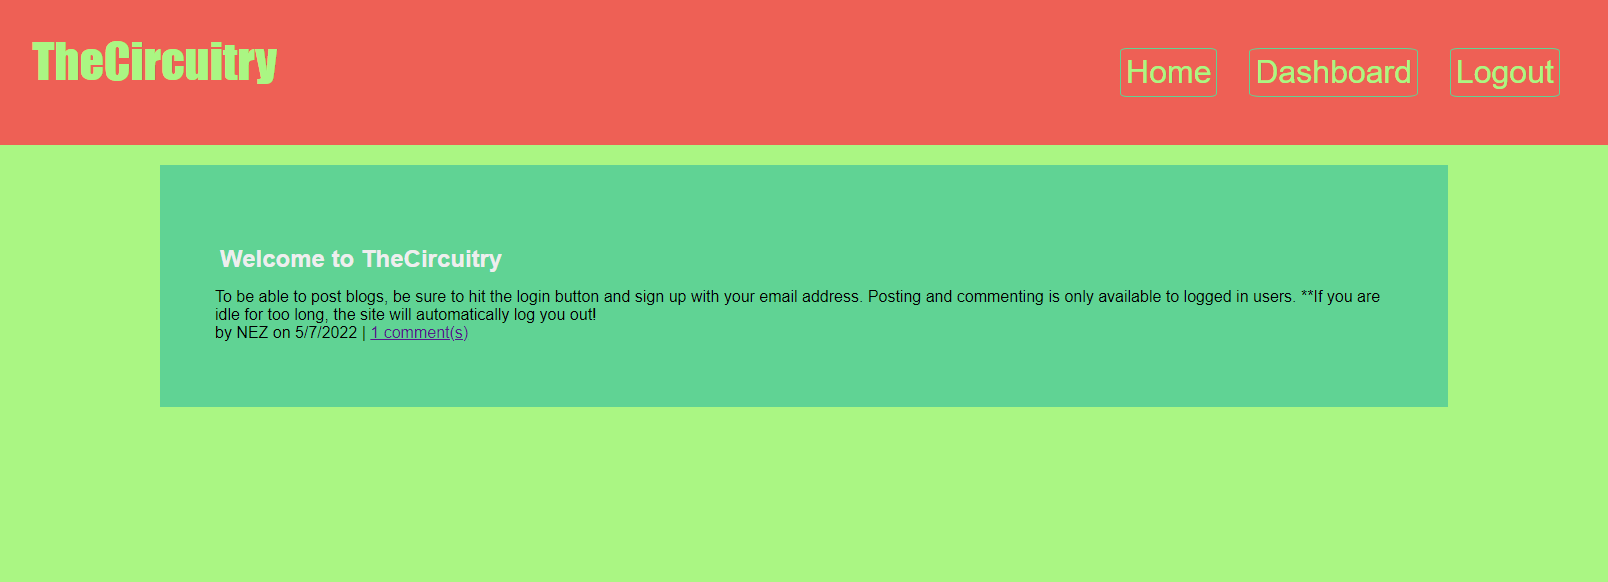 TheCircuitry
Home Dashboard Logout
Welcome to TheCircuitry
To be able to post blogs, be sure to hit the login button and sign up with your email address. Posting and commenting is only available to logged in users. **If you are
idle for too long, the site will automatically log you out!
by NEZ on 5/7/2022 | 1 comment(s)